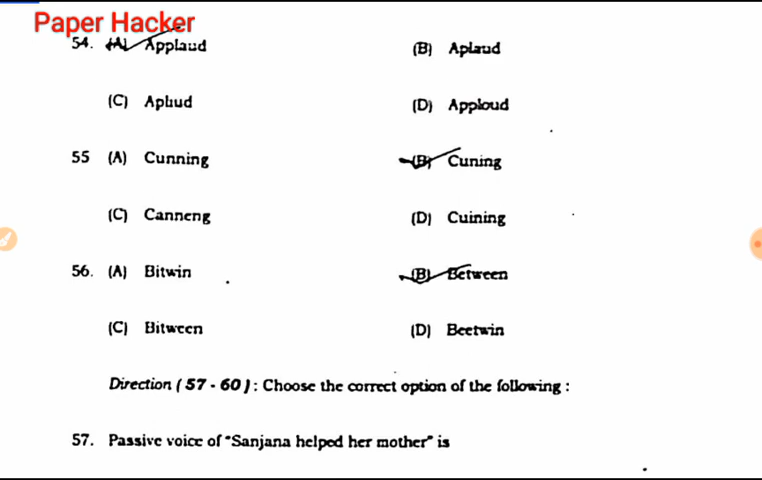 Paper Hacker
54. (A) Applaud (B) Aplaud
(C) Aphud (D) Apploud
55 (A) Cunning (B) Cuning
(C) Canneng (D) Cuining
56. (A) Bitwin (B) Between
(C) Bitween (D) Beetwin
Direction ( 57 - 60 ) : Choose the correct option of the following :
57. Passive voice of "Sanjana helped her mother" is